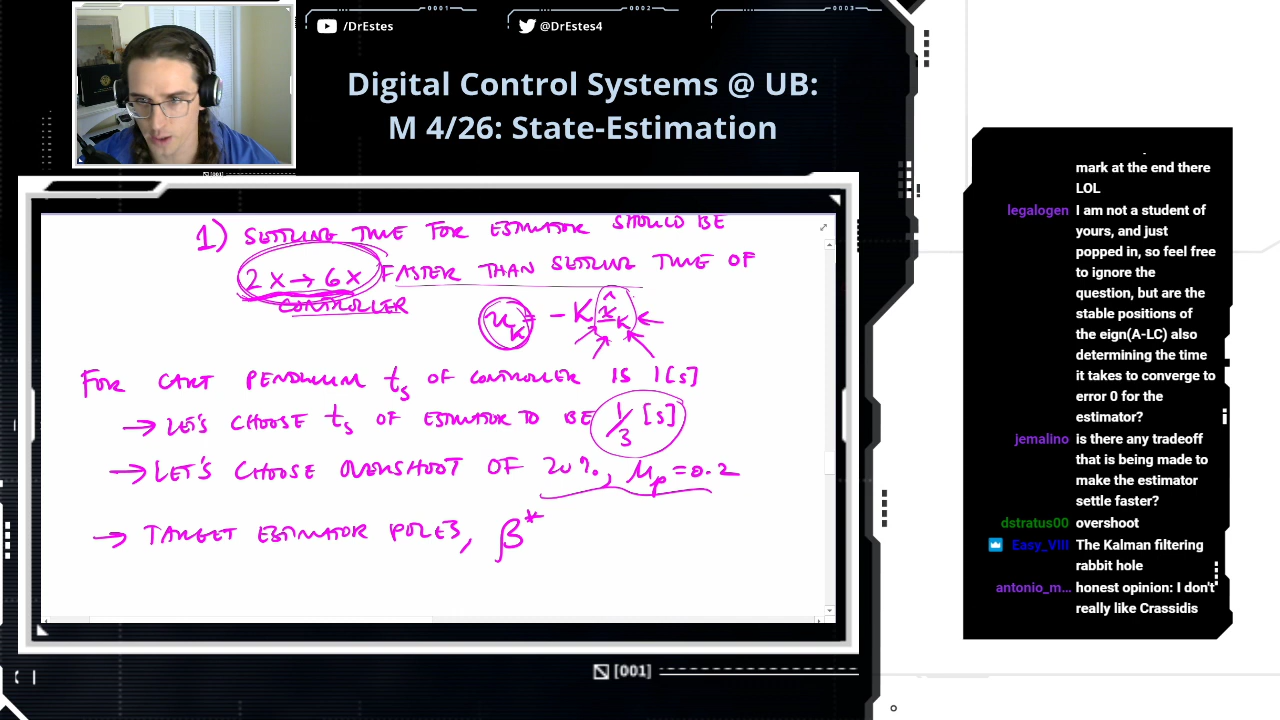 0001
0002
0003
/DrEstes
@DrEstes4
Digital Control Systems @ UB:
M 4/26: State-Estimation
[001]
1) SETTLING TIME FOR ESTIMATOR SHOULD BE
2X → 6X FASTER THAN SETTLING TIME OF
CONTROLLER
u_k = -K x̂_k ←
FOR CART PENDULUM t_s OF CONTROLLER IS 1[s]
→ LET'S CHOOSE t_s OF ESTIMATOR TO BE 1/3 [s]
→ LET'S CHOOSE OVERSHOOT OF 20%, M_p = 0.2
→ TARGET ESTIMATOR POLES, β*
[001]
mark at the end there
LOL
legalogen I am not a student of
yours, and just
popped in, so feel free
to ignore the
question, but are the
stable positions of
the eign(A-LC) also
determining the time
it takes to converge to
error 0 for the
estimator?
jemalino is there any tradeoff
that is being made to
make the estimator
settle faster?
dstratus00 overshoot
Easy_VIII The Kalman filtering
rabbit hole
antonio_m... honest opinion: I don't
really like Crassidis